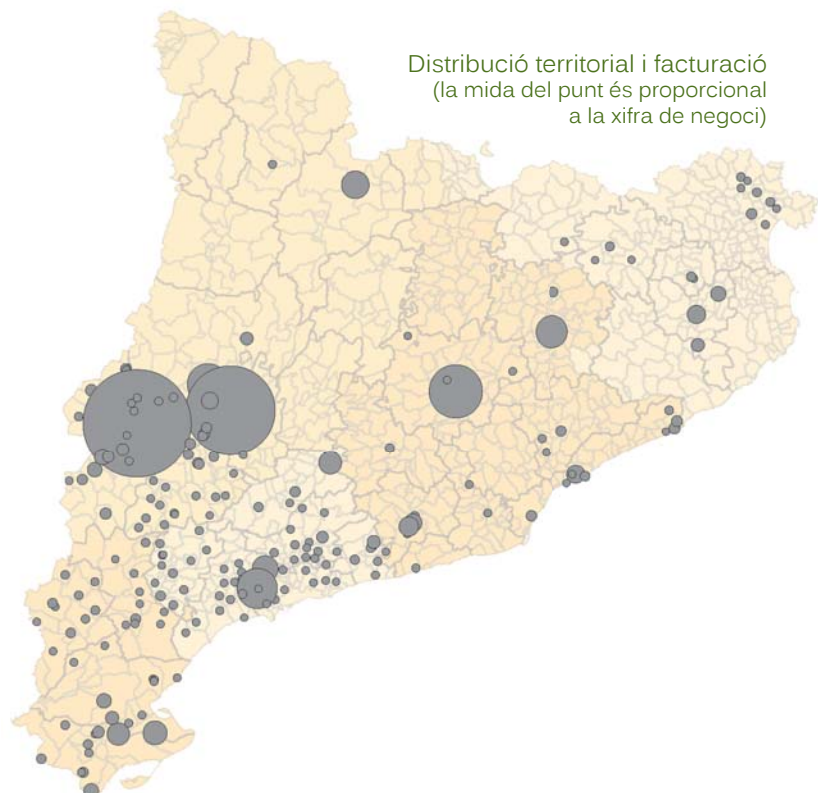 Distribució territorial i facturació
(la mida del punt és proporcional
a la xifra de negoci)